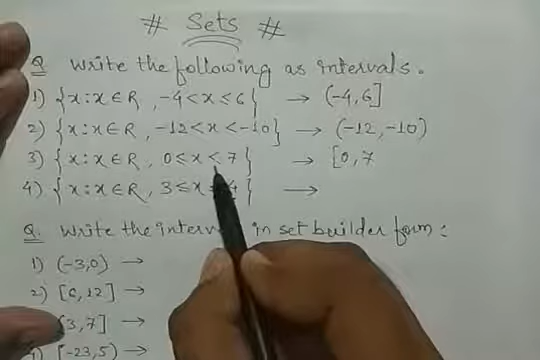 # Sets #
Q Write the following as intervals.
1) {x : x ∈ R, -4 < x ≤ 6} → (-4, 6]
2) {x : x ∈ R, -12 < x < -10} → (-12, -10)
3) {x : x ∈ R, 0 ≤ x < 7} → [0, 7
4) {x : x ∈ R, 3 ≤ x 4} →
Q. Write the in set builder form :
1) (-3, 0) →
2) [6, 12] →
3, 7] →
[-23, 5) →